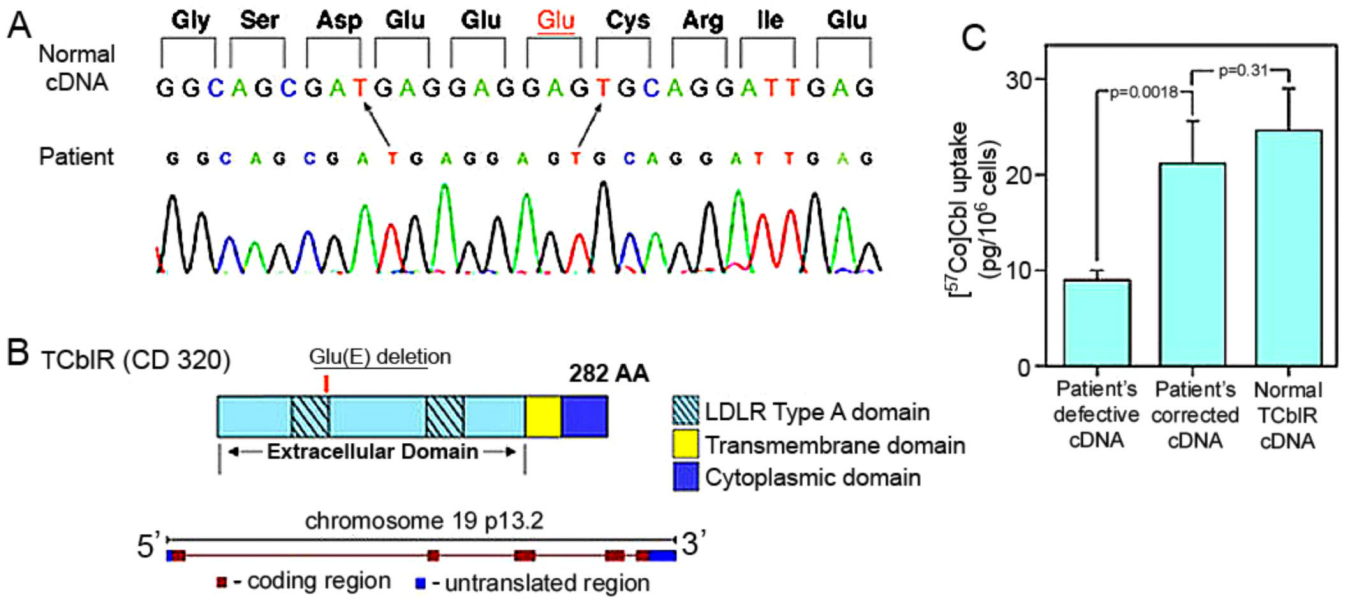 A
Gly Ser Asp Glu Glu Glu Cys Arg Ile Glu
Normal
cDNA
GGCAGCGATGAGGAGGAGTGCAGGATTGAG
Patient
G G C A G C G A T G A G G A G T G C A G G A T T G A G
B
TCblR (CD 320)
Glu(E) deletion
282 AA
Extracellular Domain
LDLR Type A domain
Transmembrane domain
Cytoplasmic domain
chromosome 19 p13.2
5’
3’
- coding region
- untranslated region
C
[57Co]Cbl uptake
(pg/10⁶ cells)
30
20
10
0
p=0.0018
p=0.31
Patient’s
defective
cDNA
Patient’s
corrected
cDNA
Normal
TCblR
cDNA